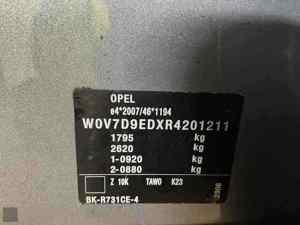 OPEL
e4*2007/46*1194
W0V7D9EDXR4201211
1795 kg
2620 kg
1-0920 kg
2-0880 kg
Z 10K TAWO K23
BK-R731CE-4